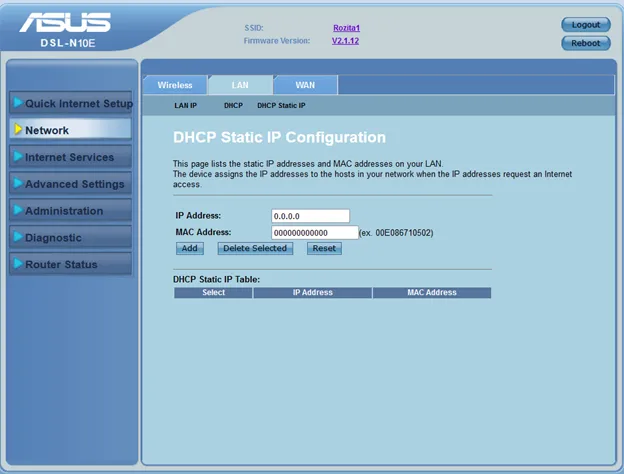 ASUS
DSL-N10E
SSID: Rozita1
Firmware Version: V2.1.12
Logout
Reboot
Quick Internet Setup
Network
Internet Services
Advanced Settings
Administration
Diagnostic
Router Status
Wireless LAN WAN
LAN IP DHCP DHCP Static IP
DHCP Static IP Configuration
This page lists the static IP addresses and MAC addresses on your LAN.
The device assigns the IP addresses to the hosts in your network when the IP addresses request an Internet
access.
IP Address: 0.0.0.0
MAC Address: 000000000000 (ex. 00E086710502)
Add Delete Selected Reset
DHCP Static IP Table:
Select IP Address MAC Address